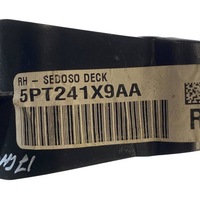 RH - SEDOSO DECK
5PT241X9AA
R